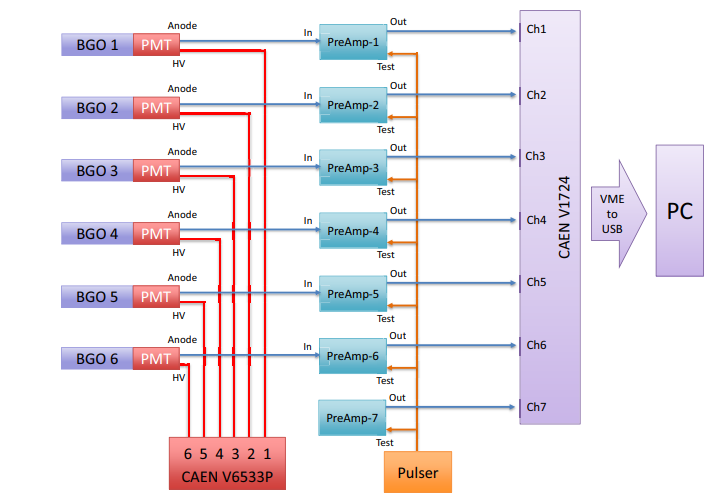 Anode
Out
BGO 1 PMT
In
PreAmp-1
Ch1
HV
Test
Anode
Out
BGO 2 PMT
In
PreAmp-2
Ch2
HV
Test
Anode
Out
BGO 3 PMT
In
PreAmp-3
Ch3
HV
Test
Anode
Out
BGO 4 PMT
In
PreAmp-4
Ch4
HV
Test
Anode
Out
BGO 5 PMT
In
PreAmp-5
Ch5
HV
Test
Anode
Out
BGO 6 PMT
In
PreAmp-6
Ch6
HV
Test
Out
PreAmp-7
Ch7
Test
CAEN V1724
VME
to
USB
PC
6 5 4 3 2 1
CAEN V6533P
Pulser